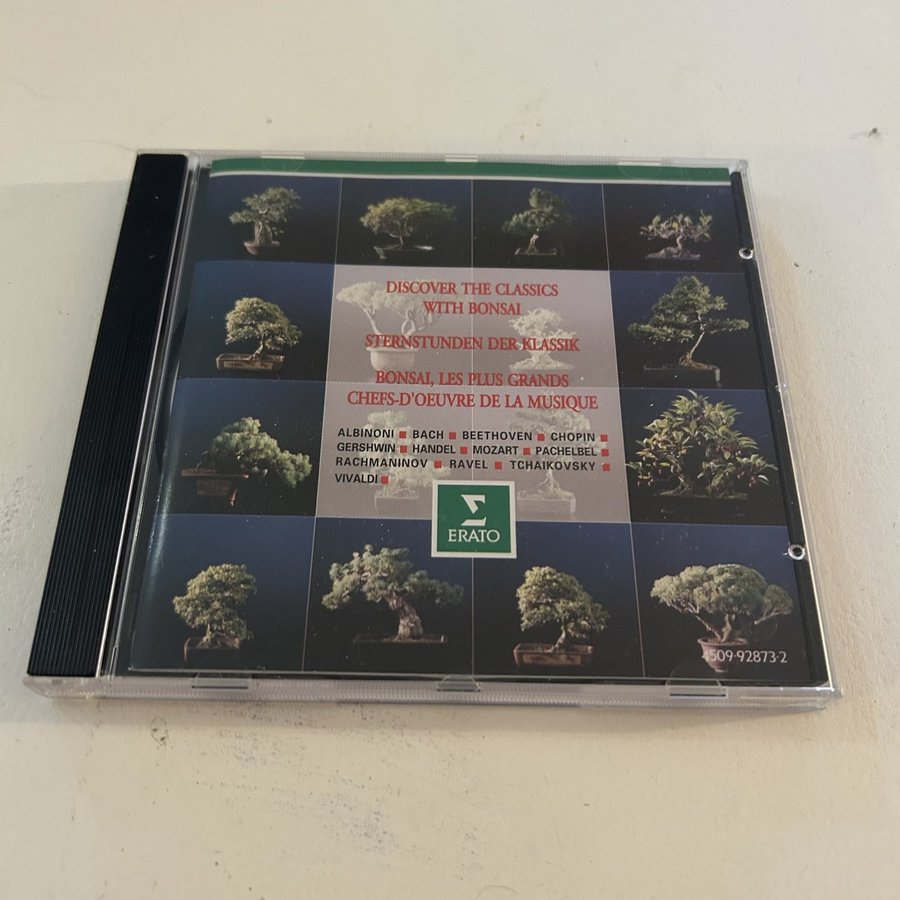 DISCOVER THE CLASSICS
WITH BONSAI
STERNSTUNDEN DER KLASSIK
BONSAI, LES PLUS GRANDS
CHEFS-D'OEUVRE DE LA MUSIQUE
ALBINONI ■ BACH ■ BEETHOVEN ■ CHOPIN ■
GERSHWIN ■ HANDEL ■ MOZART ■ PACHELBEL ■
RACHMANINOV ■ RAVEL ■ TCHAIKOVSKY ■
VIVALDI ■
ERATO
4509-92873-2